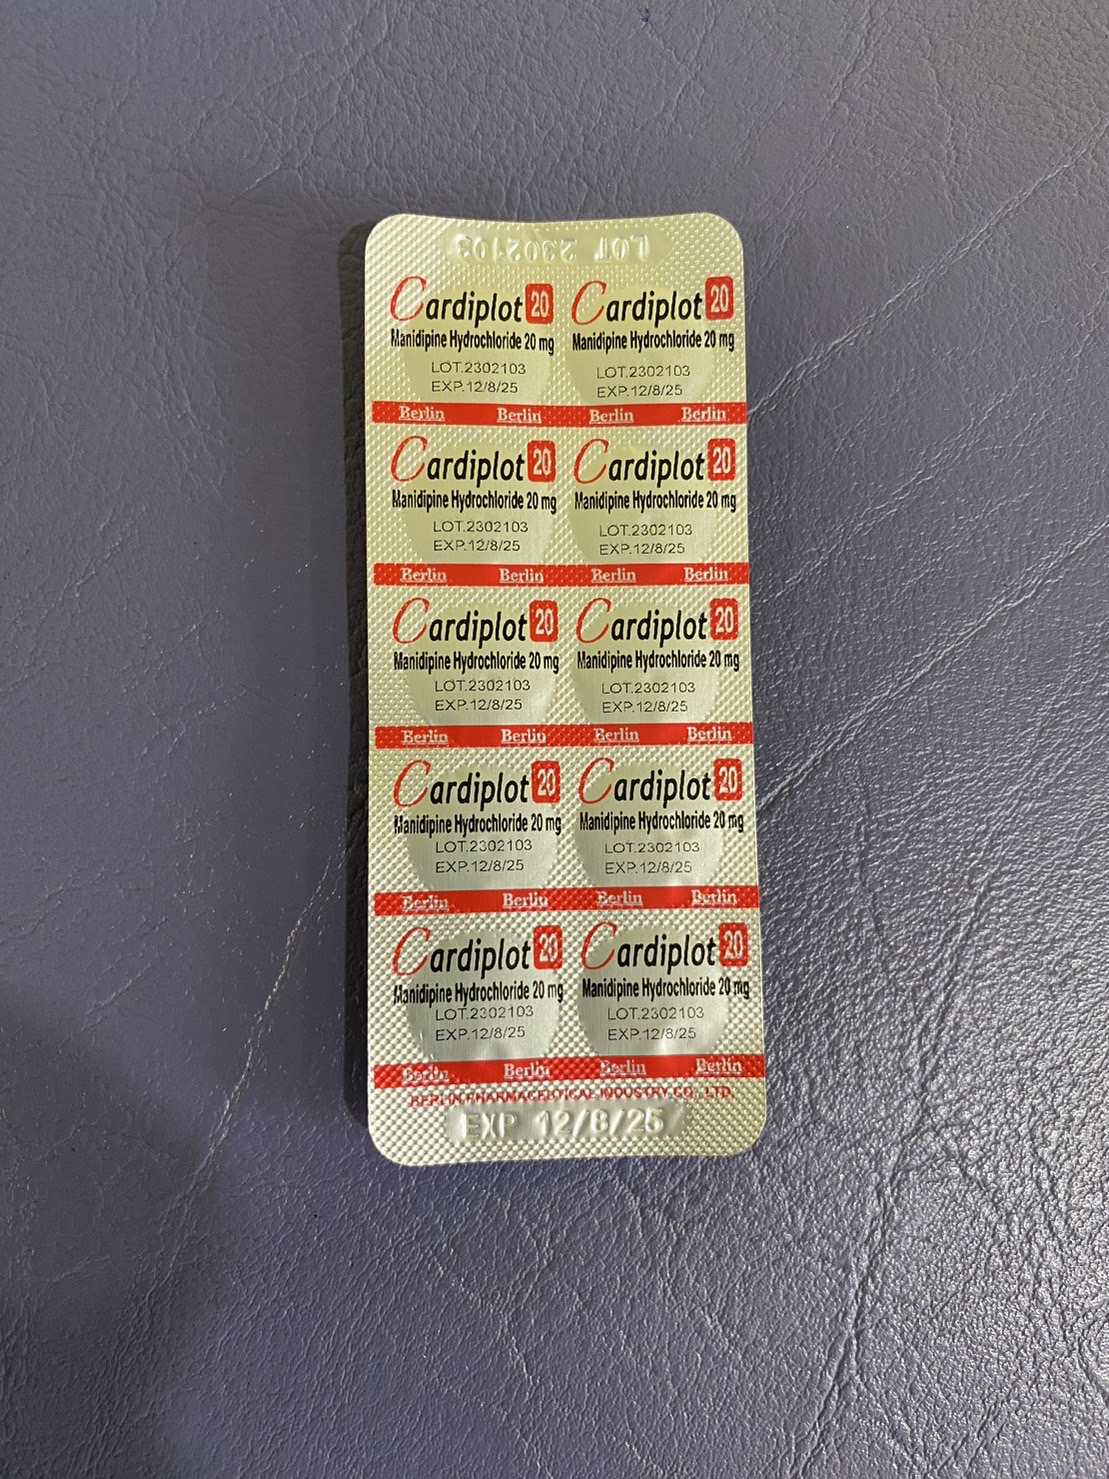 LOT 2302103
Cardiplot 20 Cardiplot 20
Manidipine Hydrochloride 20 mg Manidipine Hydrochloride 20 mg
LOT.2302103 LOT.2302103
EXP.12/8/25 EXP.12/8/25
Berlin Berlin Berlin Berlin
Cardiplot 20 Cardiplot 20
Manidipine Hydrochloride 20 mg Manidipine Hydrochloride 20 mg
LOT.2302103 LOT.2302103
EXP.12/8/25 EXP.12/8/25
Berlin Berlin Berlin Berlin
Cardiplot 20 Cardiplot 20
Manidipine Hydrochloride 20 mg Manidipine Hydrochloride 20 mg
LOT.2302103 LOT.2302103
EXP.12/8/25 EXP.12/8/25
Berlin Berlin Berlin Berlin
Cardiplot 20 Cardiplot 20
Manidipine Hydrochloride 20 mg Manidipine Hydrochloride 20 mg
LOT.2302103 LOT.2302103
EXP.12/8/25 EXP.12/8/25
Berlin Berlin Berlin Berlin
Cardiplot 20 Cardiplot 20
Manidipine Hydrochloride 20 mg Manidipine Hydrochloride 20 mg
LOT.2302103 LOT.2302103
EXP.12/8/25 EXP.12/8/25
Berlin Berlin Berlin Berlin
BERLIN PHARMACEUTICAL INDUSTRY CO., LTD.
EXP 12/8/25